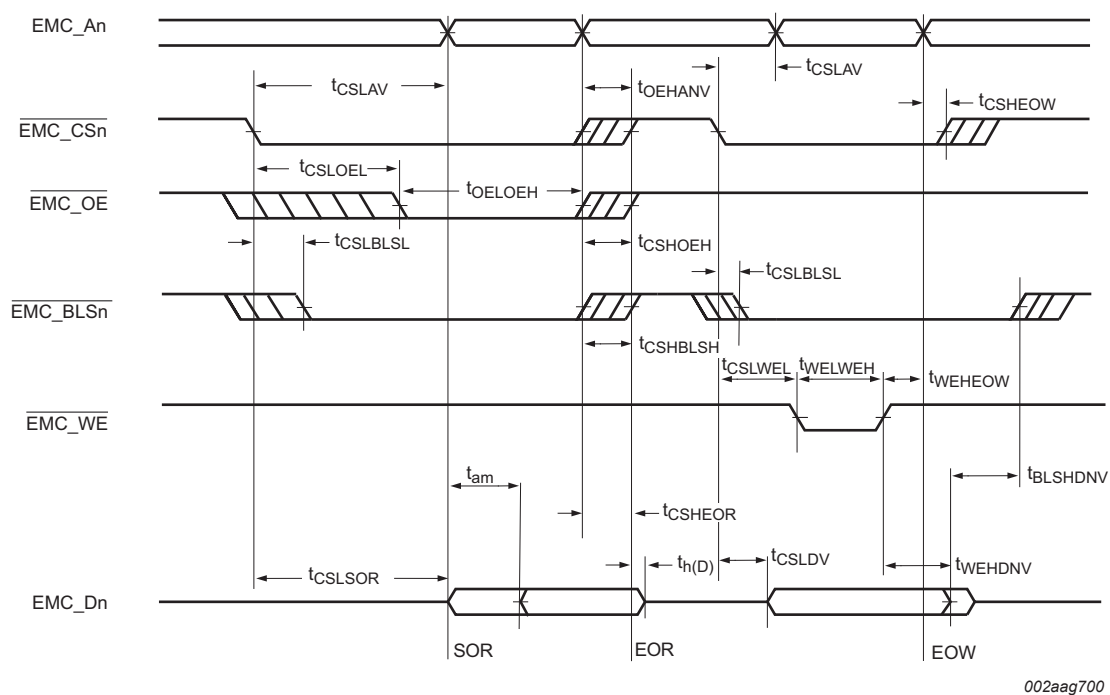 EMC_An
tCSLAV
tOEHANV
tCSLAV
tCSHEOW
EMC_CSn
tCSLOEL
tOELOEH
EMC_OE
tCSLBLSL
tCSHOEH
tCSLBLSL
EMC_BLSn
tCSHBLSH
tCSLWEL
tWELWEH
tWEHEOW
EMC_WE
tam
tBLSHDNV
tCSHEOR
th(D)
tCSLDV
tCSLSOR
tWEHDNV
EMC_Dn
SOR
EOR
EOW
002aag700